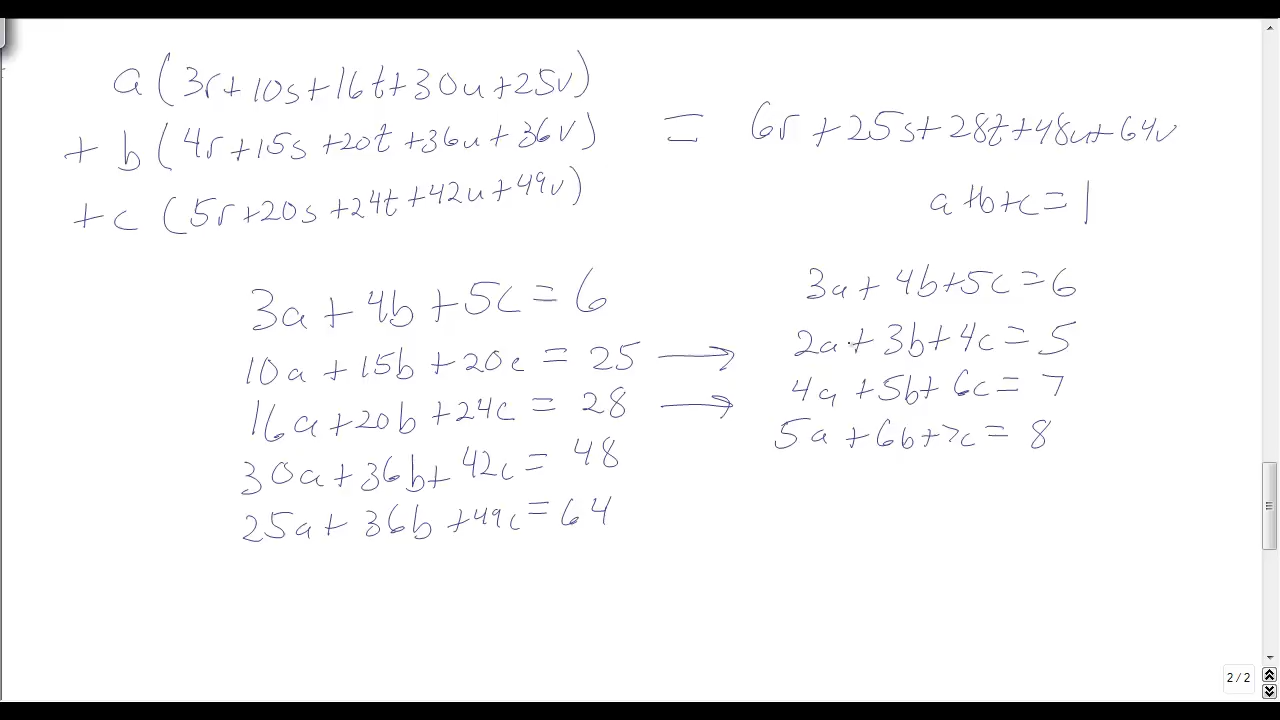 a(3r+10s+16t+30u+25v)
+ b(4r+15s+20t+36u+36v) = 6r+25s+28t+48u+64v
+ c(5r+20s+24t+42u+49v)
a+b+c=1
3a+4b+5c=6
10a+15b+20c=25 →
16a+20b+24c=28 →
30a+36b+42c=48
25a+36b+49c=64
3a+4b+5c=6
2a+3b+4c=5
4a+5b+6c=7
5a+6b+7c=8
2/2